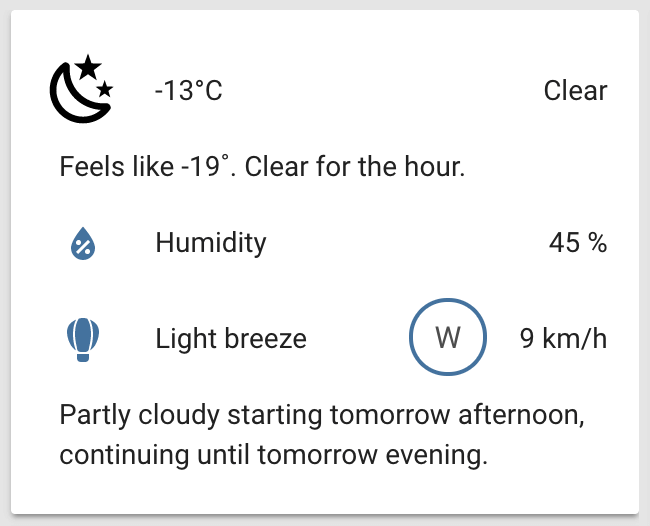 -13°C Clear
Feels like -19˚. Clear for the hour.
Humidity 45 %
Light breeze W 9 km/h
Partly cloudy starting tomorrow afternoon,
continuing until tomorrow evening.